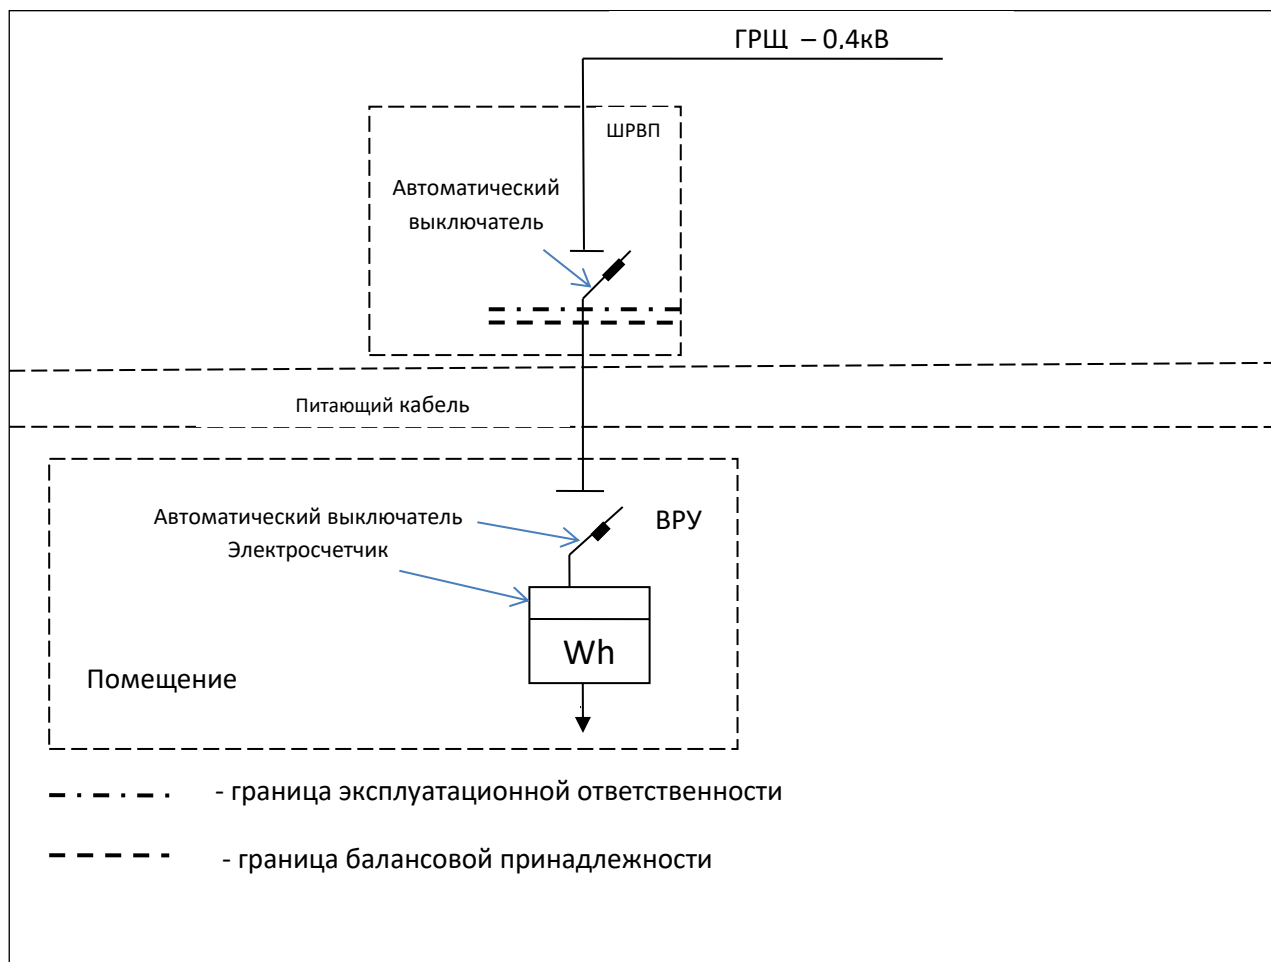 ГРЩ – 0,4кВ
ШРВП
Автоматический
выключатель
Питающий кабель
Автоматический выключатель
Электросчетчик
ВРУ
Wh
Помещение
- граница эксплуатационной ответственности
- граница балансовой принадлежности